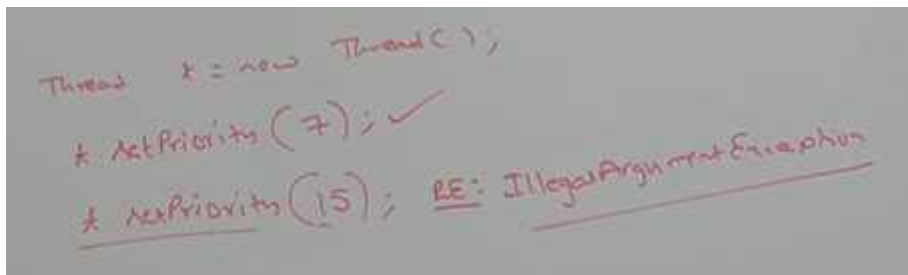 Thread t = new Thread();
t.setPriority(7); ✓
t.setPriority(15); RE: IllegalArgumentException